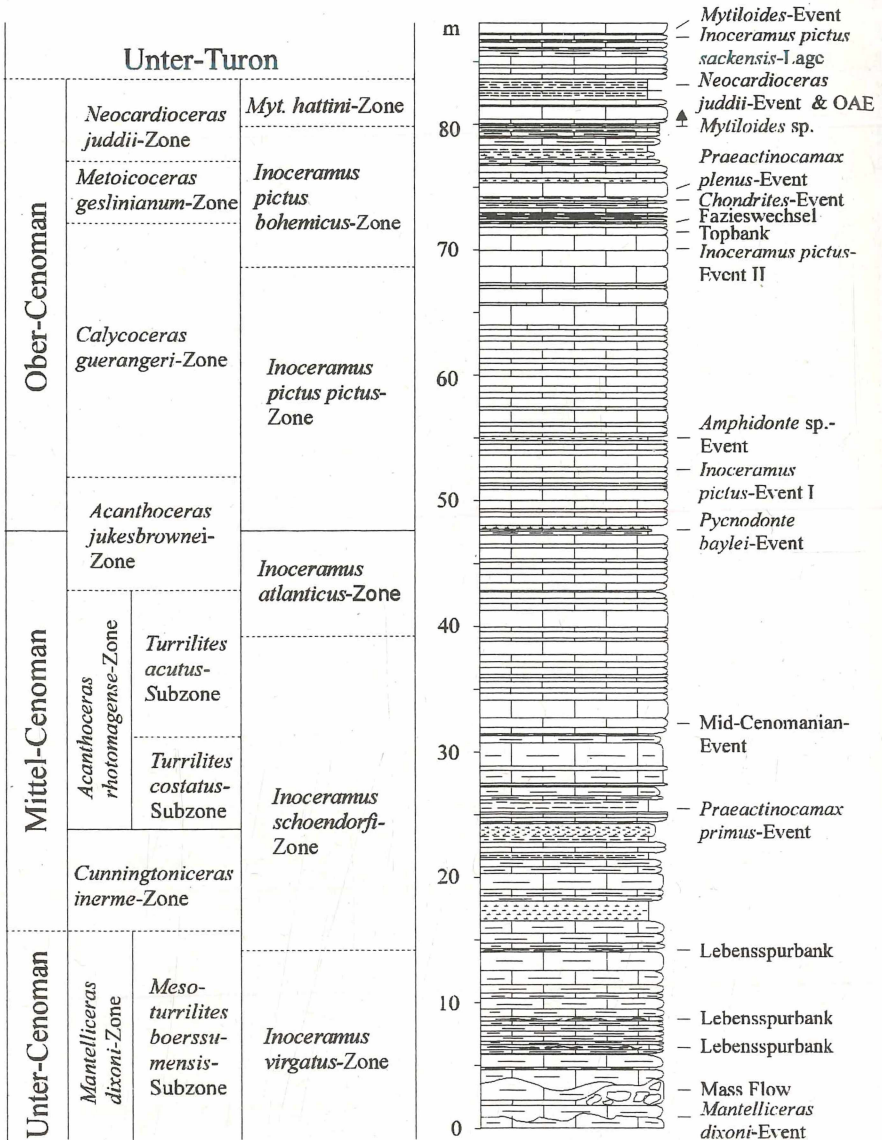 Unter-Turon
Ober-Cenoman
Mittel-Cenoman
Unter-Cenoman
Neocardioceras
juddii-Zone
Metoicoceras
geslinianum-Zone
Calycoceras
guerangeri-Zone
Acanthoceras
jukesbrownei-
Zone
Acanthoceras
rhotomagense-Zone
Turrilites
acutus-
Subzone
Turrilites
costatus-
Subzone
Cunningtoniceras
inerme-Zone
Mantelliceras
dixoni-Zone
Meso-
turrilites
boerssu-
mensis-
Subzone
Myt. hattini-Zone
Inoceramus
pictus
bohemicus-Zone
Inoceramus
pictus pictus-
Zone
Inoceramus
atlanticus-Zone
Inoceramus
schoendorfi-
Zone
Inoceramus
virgatus-Zone
m
80
70
60
50
40
30
20
10
0
Mytiloides-Event
Inoceramus pictus
sackensis-Lage
Neocardioceras
juddii-Event & OAE
Mytiloides sp.
Praeactinocamax
plenus-Event
Chondrites-Event
Fazieswechsel
Topbank
Inoceramus pictus-
Event II
Amphidonte sp.-
Event
Inoceramus
pictus-Event I
Pycnodonte
baylei-Event
Mid-Cenomanian-
Event
Praeactinocamax
primus-Event
Lebensspurbank
Lebensspurbank
Lebensspurbank
Mass Flow
Mantelliceras
dixoni-Event